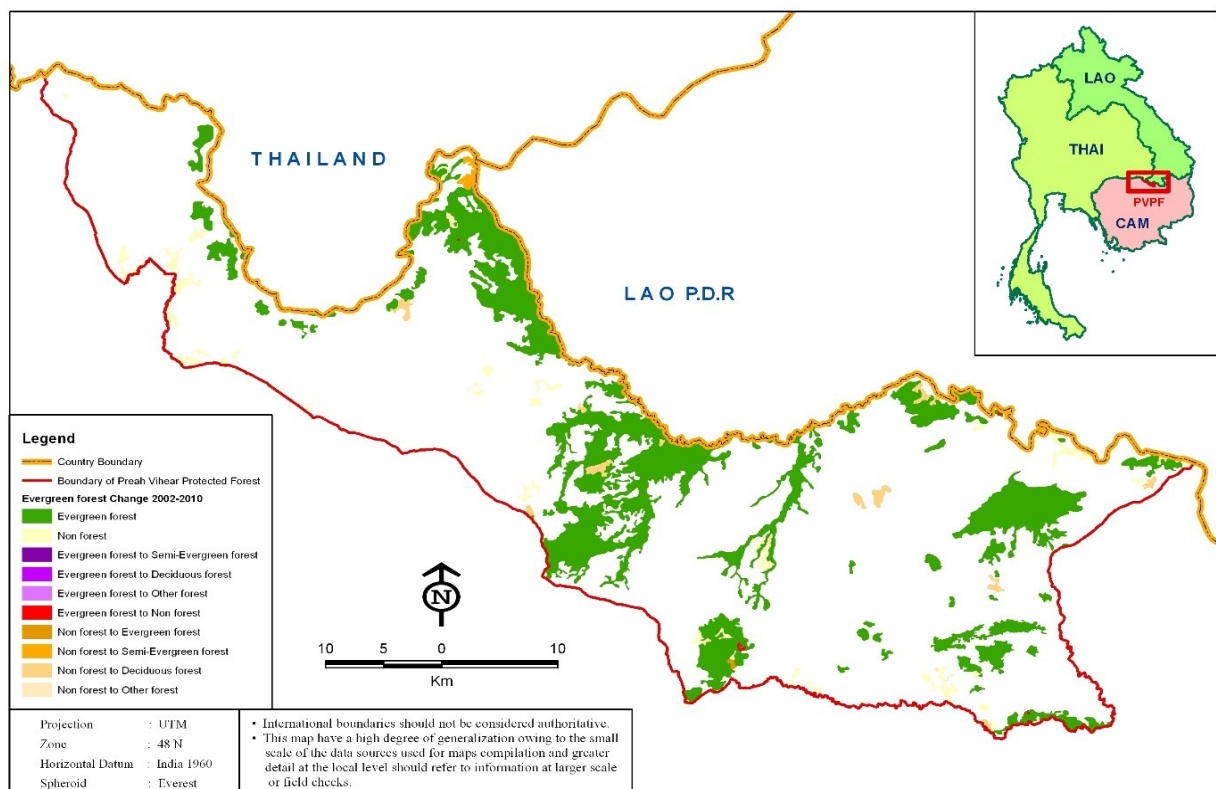 THAILAND
LAO P.D.R
LAO
THAI
PVPF
CAM
Legend
Country Boundary
Boundary of Preah Vihear Protected Forest
Evergreen forest Change 2002-2010
Evergreen forest
Non forest
Evergreen forest to Semi-Evergreen forest
Evergreen forest to Deciduous forest
Evergreen forest to Other forest
Evergreen forest to Non forest
Non forest to Evergreen forest
Non forest to Semi-Evergreen forest
Non forest to Deciduous forest
Non forest to Other forest
N
10 5 0 10
Km
Projection : UTM
Zone : 48 N
Horizontal Datum : India 1960
Spheroid : Everest
• International boundaries should not be considered authoritative.
• This map have a high degree of generalization owing to the small
scale of the data sources used for maps compilation and greater
detail at the local level should refer to information at larger scale
or field checks.